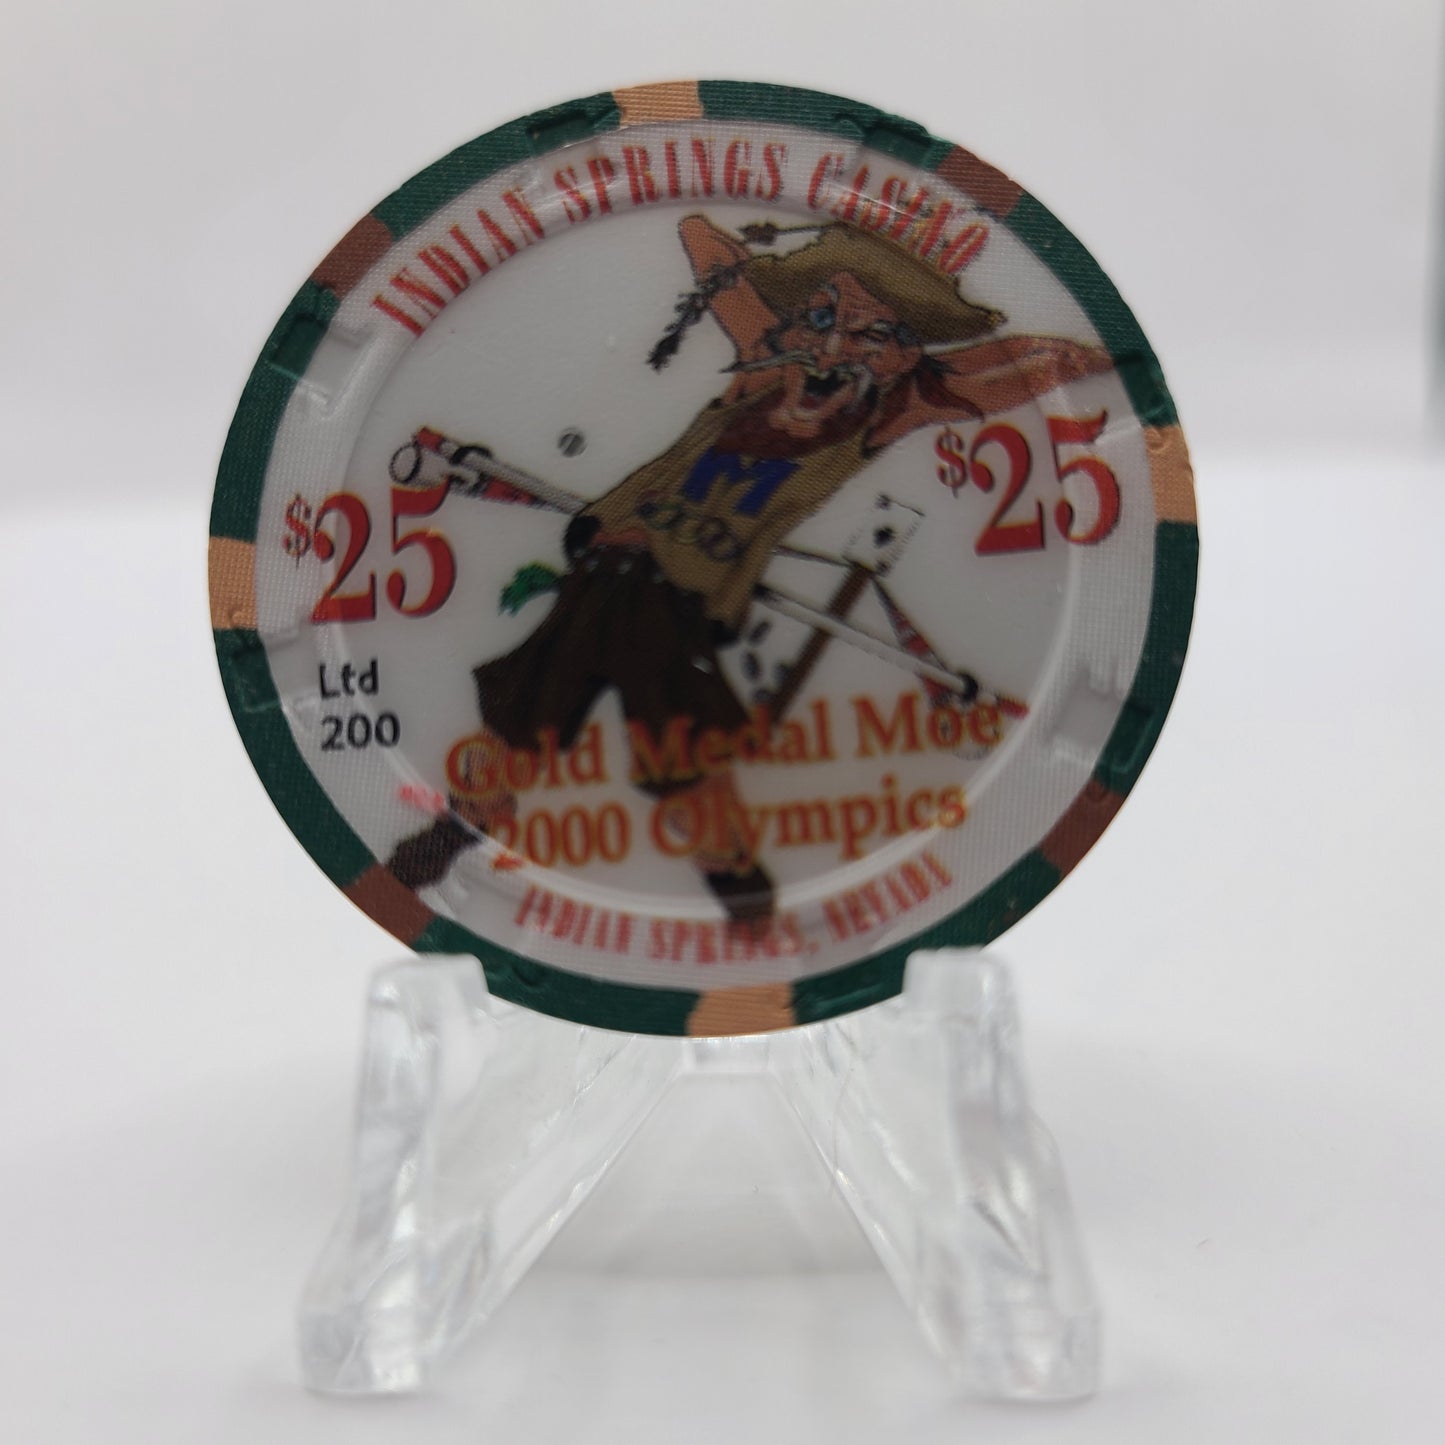 INDIAN SPRINGS CASINO
$25
$25
M
Ltd
200
Gold Medal Moe
2000 Olympics
INDIAN SPRINGS, NEVADA